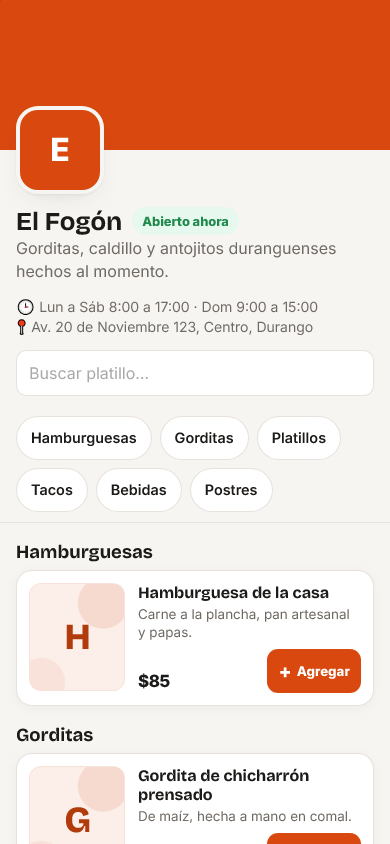 E
El Fogón
Abierto ahora
Gorditas, caldillo y antojitos duranguenses
hechos al momento.
Lun a Sáb 8:00 a 17:00 · Dom 9:00 a 15:00
Av. 20 de Noviembre 123, Centro, Durango
Buscar platillo...
Hamburguesas
Gorditas
Platillos
Tacos
Bebidas
Postres
Hamburguesas
H
Hamburguesa de la casa
Carne a la plancha, pan artesanal
y papas.
$85
+ Agregar
Gorditas
G
Gordita de chicharrón
prensado
De maíz, hecha a mano en comal.